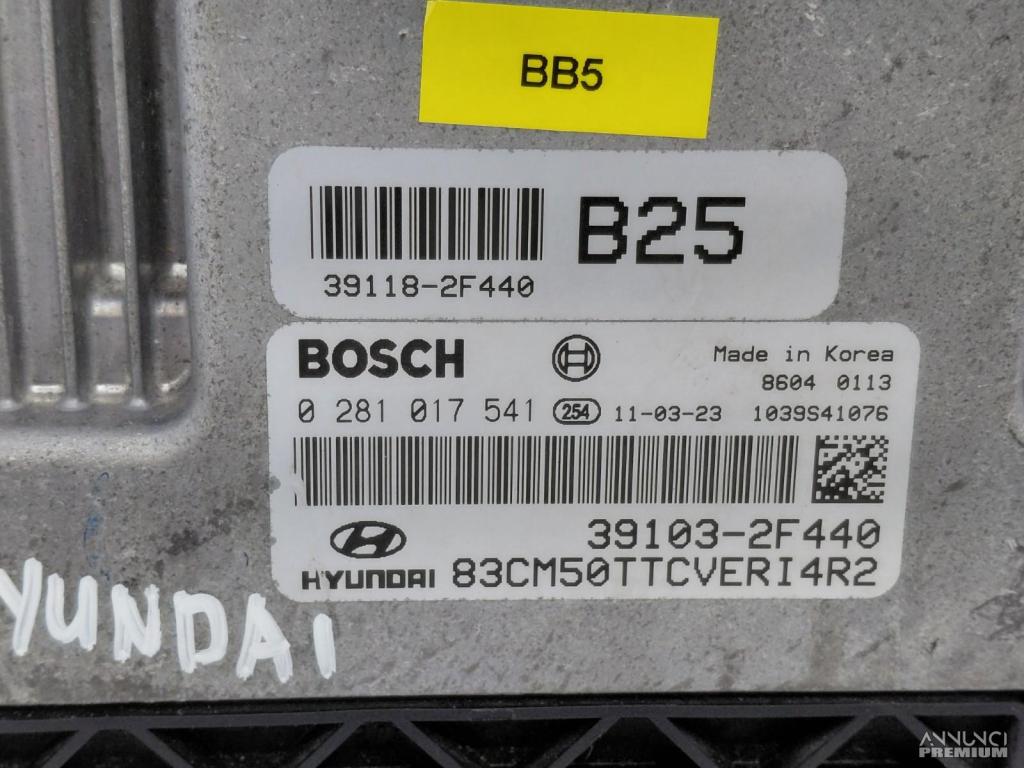 BB5
39118-2F440
B25
BOSCH
Made in Korea
8604 0113
0 281 017 541 254 11-03-23 1039S41076
39103-2F440
HYUNDAI 83CM50TTCVERI4R2
YUNDAI
ANNUNCI
PREMIUM